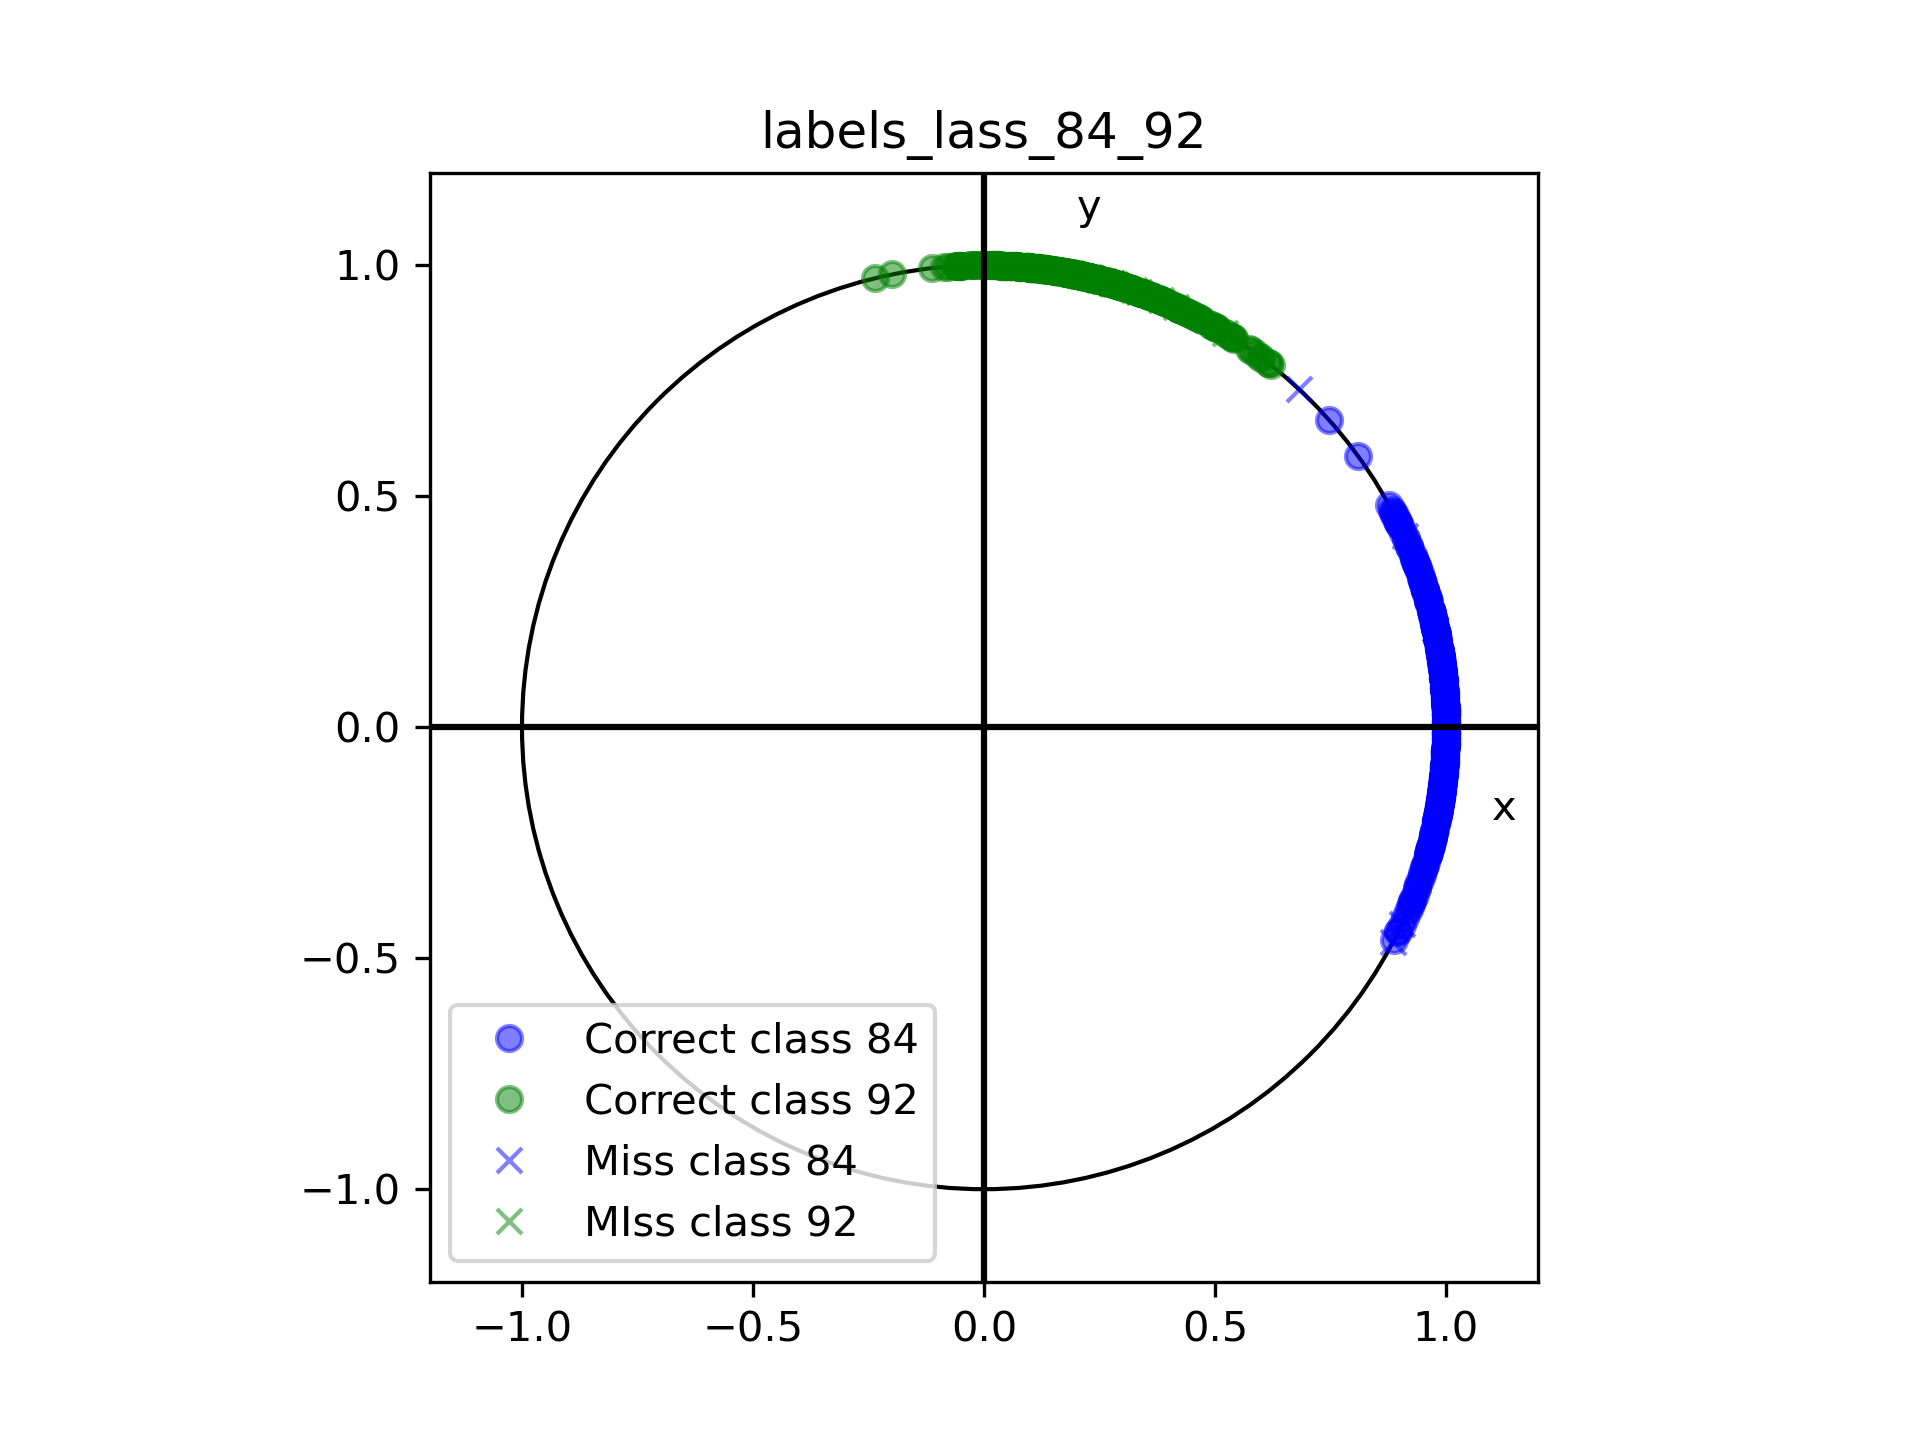 labels_lass_84_92
y
1.0
0.5
0.0
−0.5
−1.0
x
Correct class 84
Correct class 92
Miss class 84
MIss class 92
−1.0 −0.5 0.0 0.5 1.0